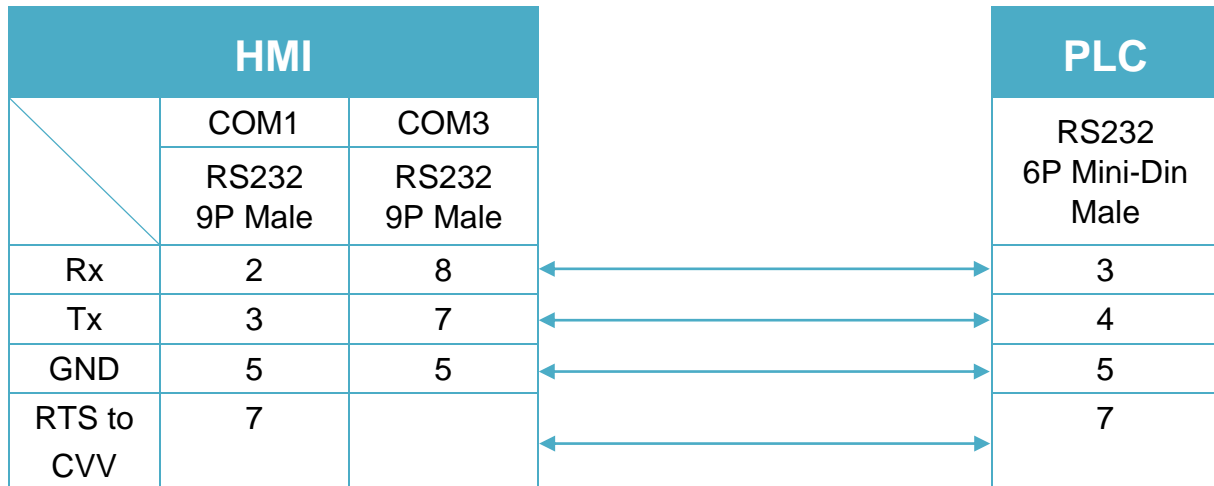 HMI PLC
COM1 COM3 RS232
6P Mini-Din
Male
RS232 RS232
9P Male 9P Male
Rx 2 8 3
Tx 3 7 4
GND 5 5 5
RTS to 7 7
CVV